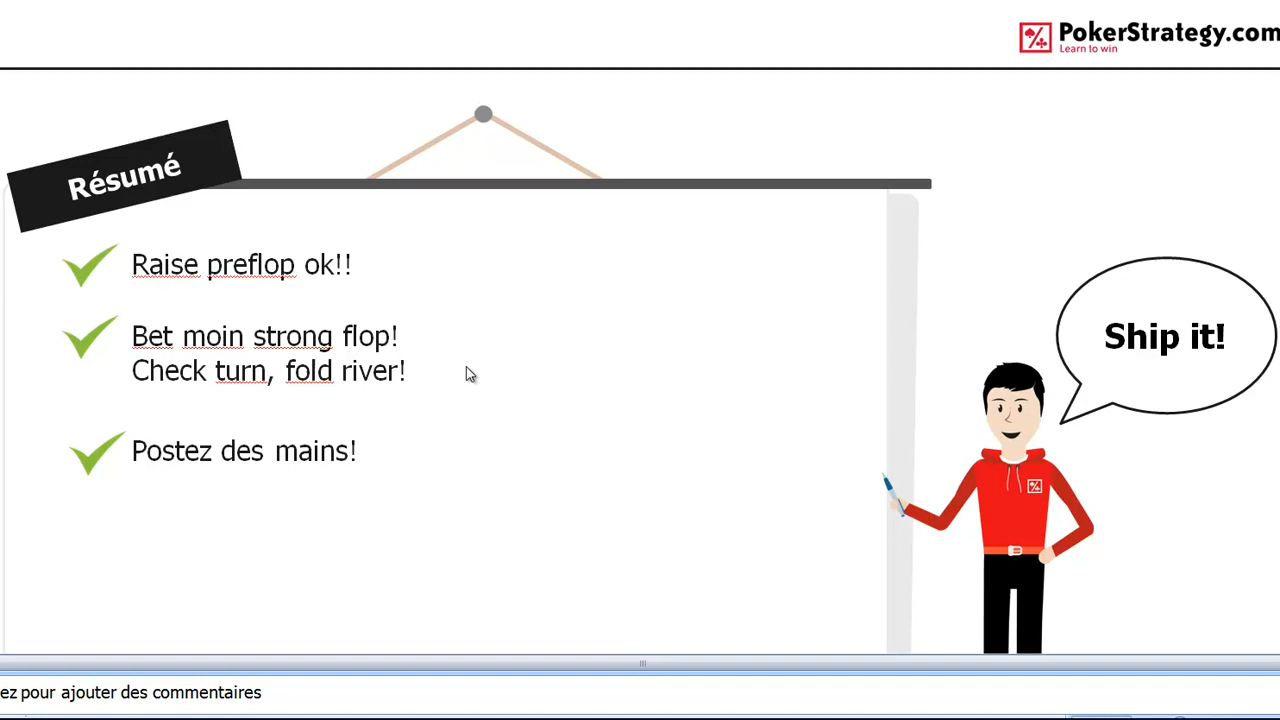 PokerStrategy.com
Learn to win
Résumé
Raise preflop ok!!
Bet moin strong flop!
Check turn, fold river!
Ship it!
Postez des mains!
ez pour ajouter des commentaires